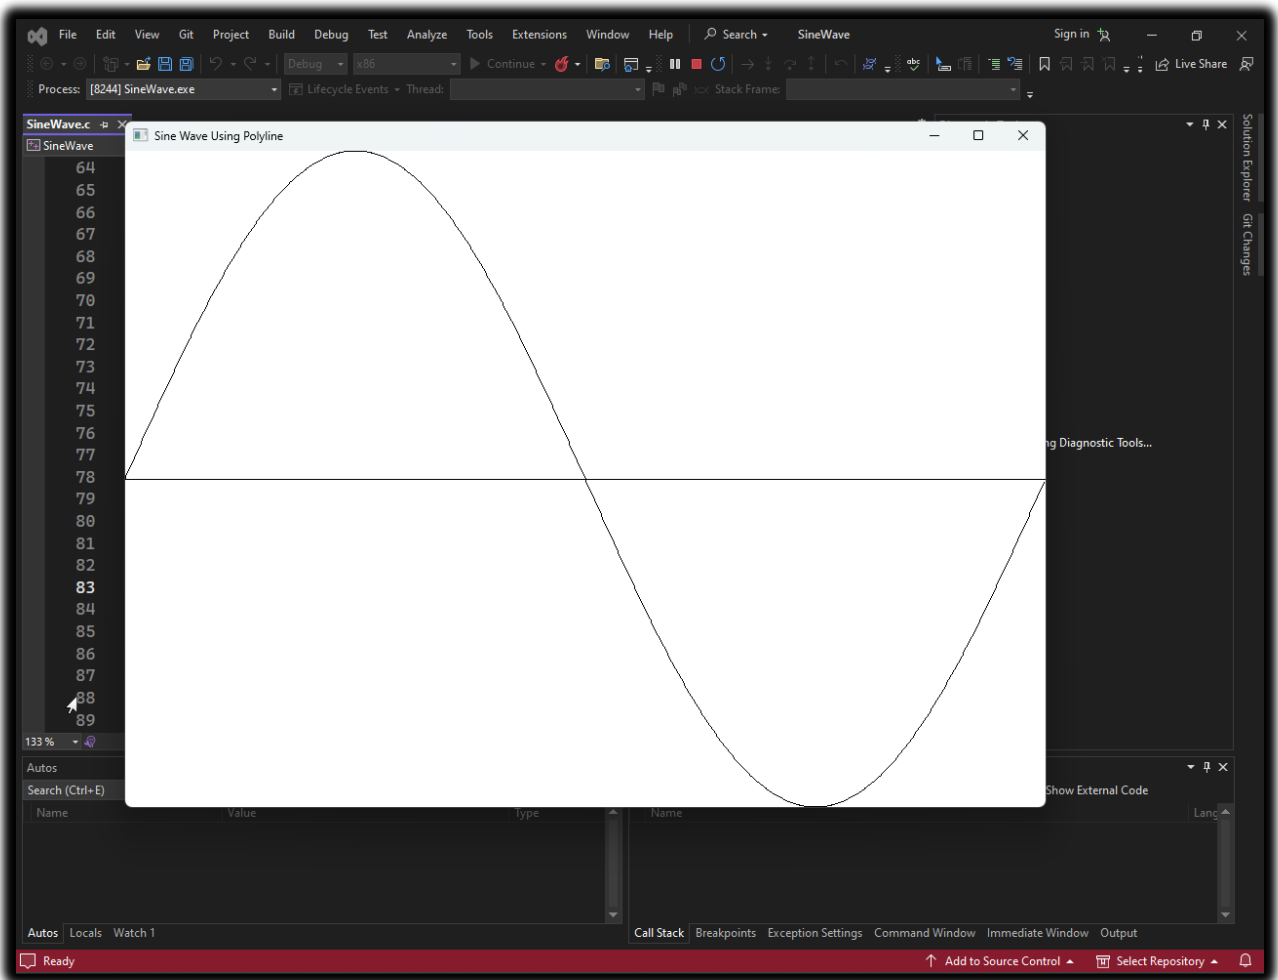 File Edit View Git Project Build Debug Test Analyze Tools Extensions Window Help Search SineWave Sign in
Debug x86 Continue Live Share
Process: [8244] SineWave.exe Lifecycle Events Thread: Stack Frame:
SineWave.c
Sine Wave Using Polyline
SineWave
Solution Explorer
Git Changes
64
65
66
67
68
69
70
71
72
73
74
75
76
77
ng Diagnostic Tools...
78
79
80
81
82
83
84
85
86
87
88
89
133 %
Autos
Search (Ctrl+E)
Show External Code
Name Value Type
Name Lang
Autos Locals Watch 1
Call Stack Breakpoints Exception Settings Command Window Immediate Window Output
Ready Add to Source Control Select Repository